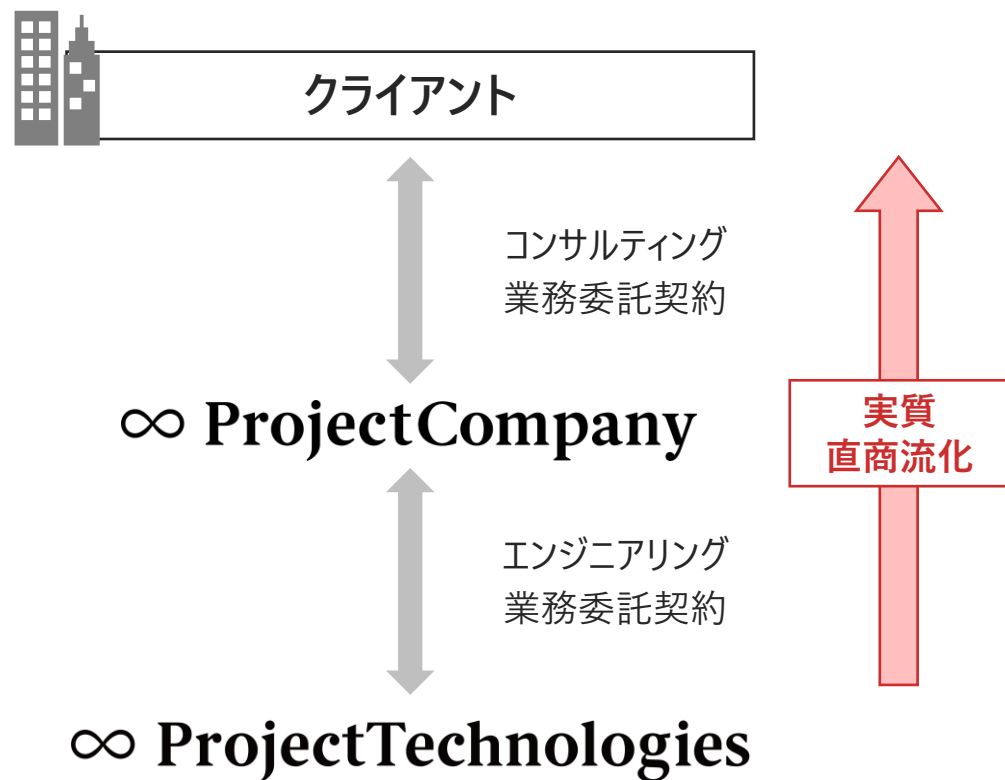 クライアント
コンサルティング
業務委託契約
∞ ProjectCompany
実質
直商流化
エンジニアリング
業務委託契約
∞ ProjectTechnologies